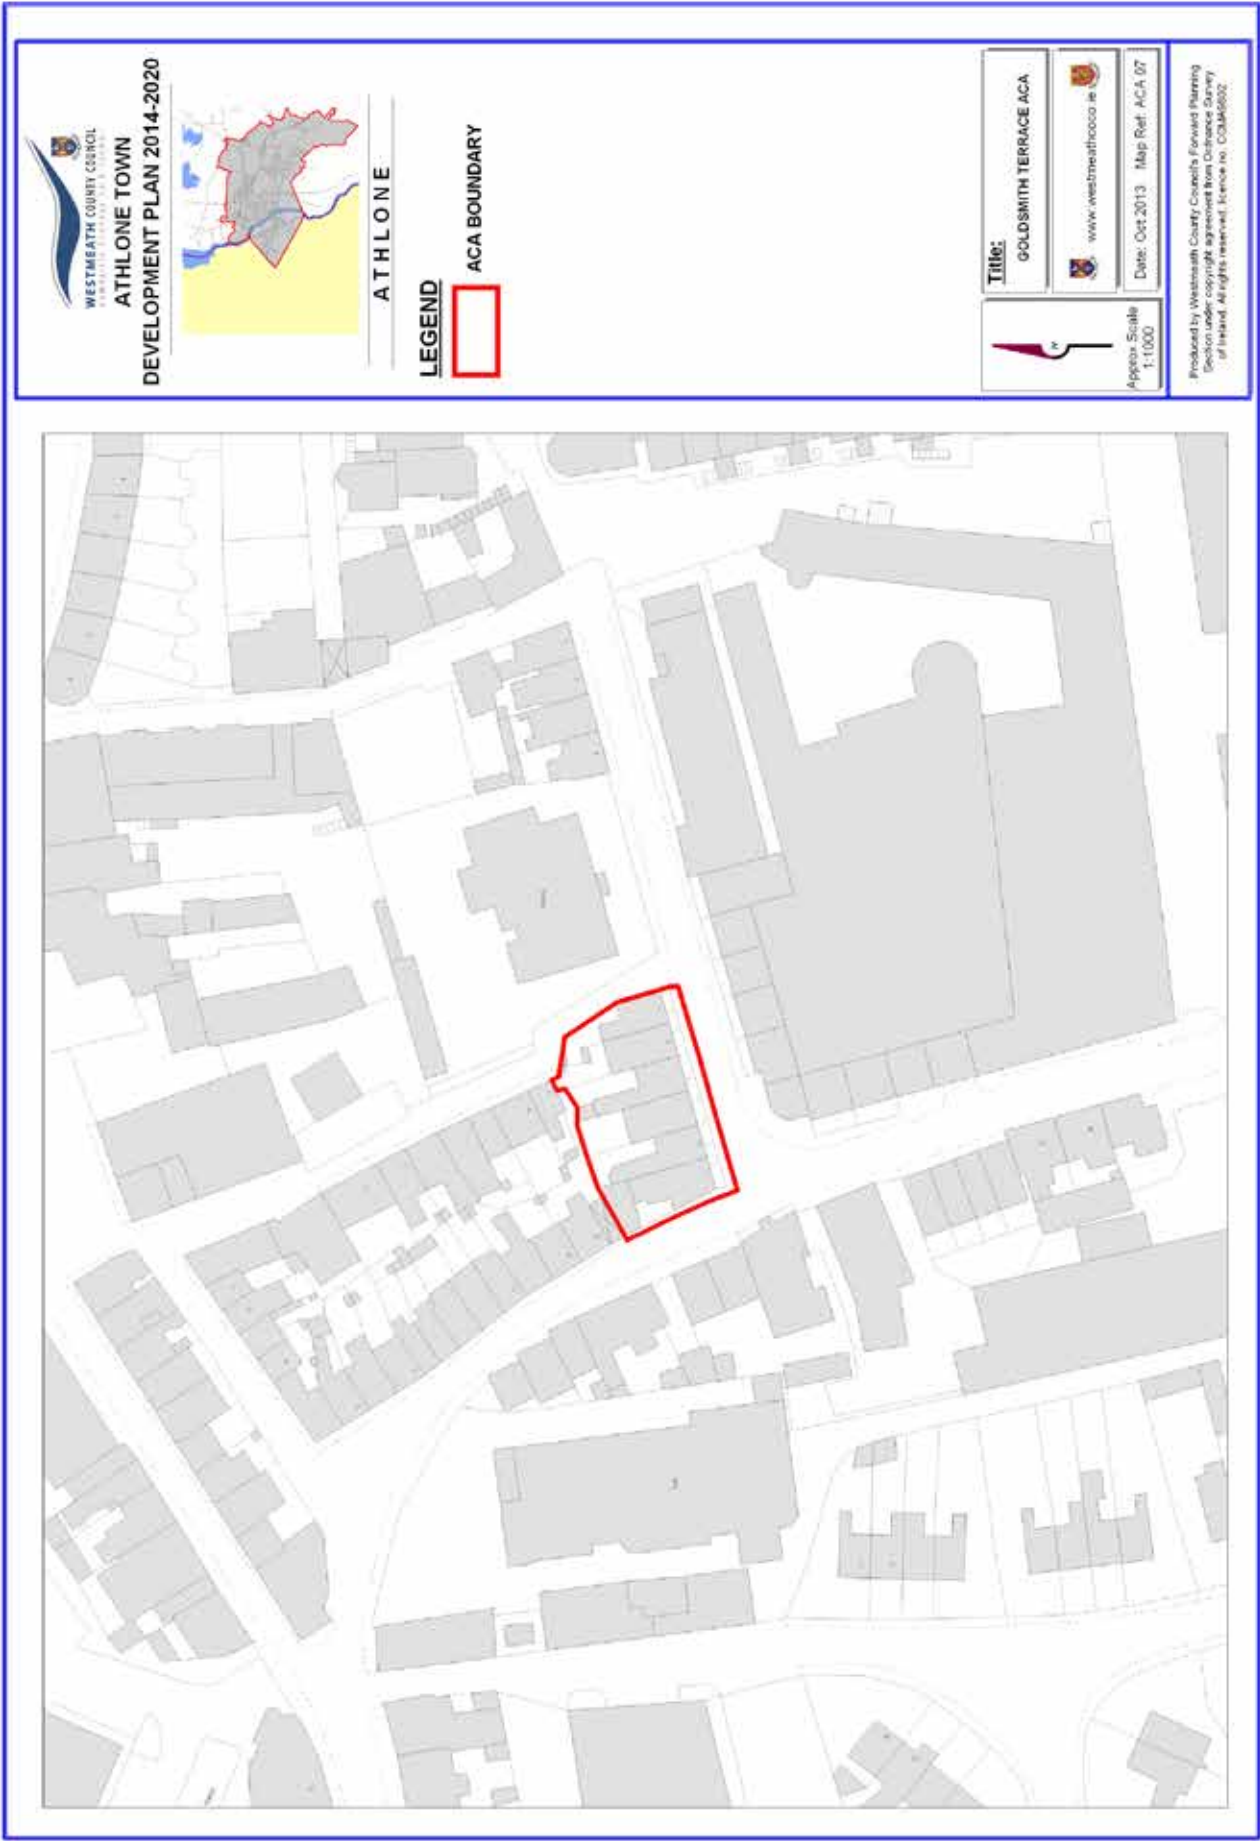 WESTMEATH COUNTY COUNCIL
ATHLONE TOWN
DEVELOPMENT PLAN 2014-2020
ATHLONE
LEGEND
ACA BOUNDARY
Title:
GOLDSMITH TERRACE ACA
www.westmeathcoco.ie
Date: Oct 2013 Map Ref: ACA 07
N
Approx Scale
1:1000
Produced by Westmeath County Council's Forward Planning
Section under copyright agreement from Ordnance Survey
of Ireland. All rights reserved. licence no.